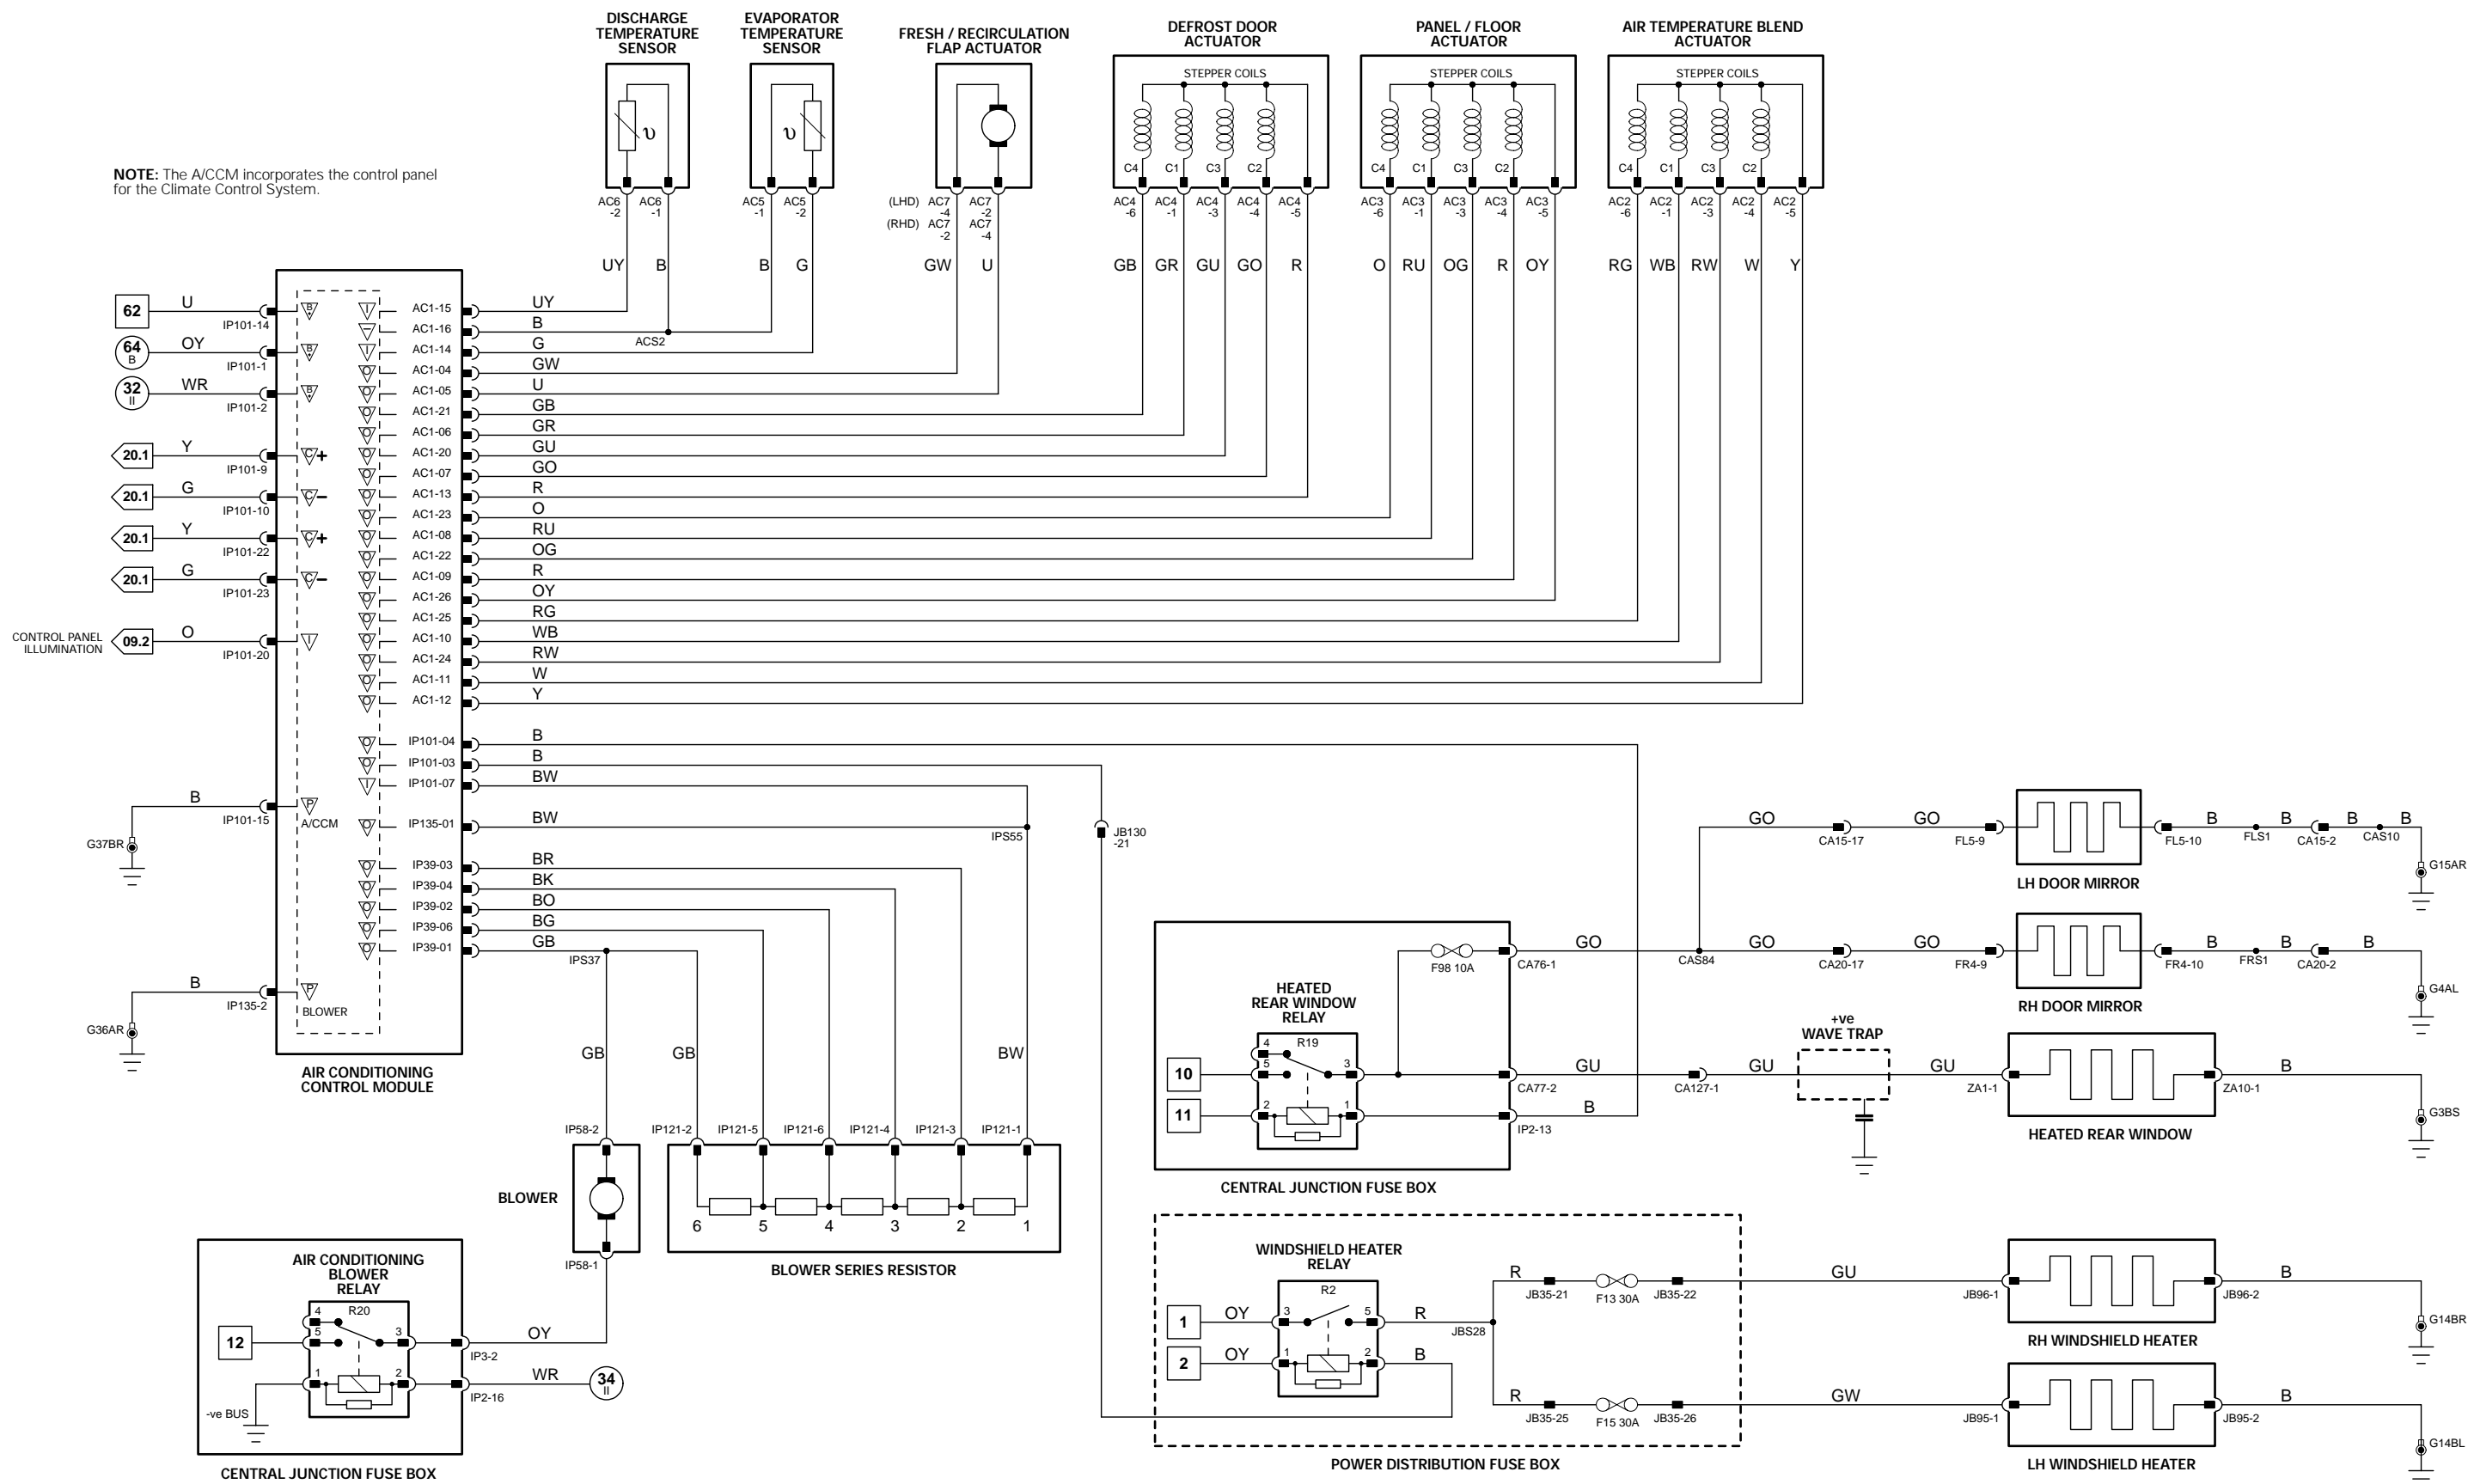 DISCHARGE
TEMPERATURE
SENSOR
EVAPORATOR
TEMPERATURE
SENSOR
FRESH / RECIRCULATION
FLAP ACTUATOR
DEFROST DOOR
ACTUATOR
PANEL / FLOOR
ACTUATOR
AIR TEMPERATURE BLEND
ACTUATOR
STEPPER COILS
STEPPER COILS
STEPPER COILS
υ
υ
NOTE: The A/CCM incorporates the control panel
for the Climate Control System.
C4 C1 C3 C2
C4 C1 C3 C2
C4 C1 C3 C2
AC6
-2
AC6
-1
AC5
-1
AC5
-2
(LHD) AC7
-4
AC7
-2
(RHD) AC7
-2
AC7
-4
AC4
-6
AC4
-1
AC4
-3
AC4
-4
AC4
-5
AC3
-6
AC3
-1
AC3
-3
AC3
-4
AC3
-5
AC2
-6
AC2
-1
AC2
-3
AC2
-4
AC2
-5
UY B B G GW U GB GR GU GO R O RU OG R OY RG WB RW W Y
62 U IP101-14 B+
64 B OY IP101-1 B+
32 II WR IP101-2 B+
20.1 Y IP101-9 C +
20.1 G IP101-10 C –
20.1 Y IP101-22 C +
20.1 G IP101-23 C –
CONTROL PANEL
ILLUMINATION
09.2 O IP101-20 I
B IP101-15 P
A/CCM
G37BR
B IP135-2 P
BLOWER
G36AR
I AC1-15 UY
– AC1-16 B
ACS2
I AC1-14 G
O AC1-04 GW
O AC1-05 U
O AC1-21 GB
O AC1-06 GR
O AC1-20 GU
O AC1-07 GO
O AC1-13 R
O AC1-23 O
O AC1-08 RU
O AC1-22 OG
O AC1-09 R
O AC1-26 OY
O AC1-25 RG
O AC1-10 WB
O AC1-24 RW
O AC1-11 W
O AC1-12 Y
O IP101-04 B
O IP101-03 B
I IP101-07 BW
O IP135-01 BW
IPS55
O IP39-03 BR
O IP39-04 BK
O IP39-02 BO
O IP39-06 BG
O IP39-01 GB
IPS37
AIR CONDITIONING
CONTROL MODULE
JB130
-21
GB GB BW
IP58-2 IP121-2 IP121-5 IP121-6 IP121-4 IP121-3 IP121-1
BLOWER
6 5 4 3 2 1
IP58-1
BLOWER SERIES RESISTOR
AIR CONDITIONING
BLOWER
RELAY
R20
4
5
3
1
2
12
OY
IP3-2
WR
IP2-16
34
II
-ve BUS
CENTRAL JUNCTION FUSE BOX
HEATED
REAR WINDOW
RELAY
R19
4
5
3
2
1
10
11
F98 10A
CA76-1
GO
CAS84
GO
CA15-17
GO
FL5-9
FL5-10
B
FLS1
B
CA15-2
B
CAS10
B
G15AR
LH DOOR MIRROR
GO
CA20-17
GO
FR4-9
FR4-10
B
FRS1
B
CA20-2
B
G4AL
RH DOOR MIRROR
CA77-2
GU
CA127-1
GU
+ve
WAVE TRAP
GU
ZA1-1
ZA10-1
B
G3BS
HEATED REAR WINDOW
B
IP2-13
CENTRAL JUNCTION FUSE BOX
WINDSHIELD HEATER
RELAY
R2
3
5
1
2
1
OY
2
OY
R
JBS28
B
R
JB35-21
F13 30A
JB35-22
GU
JB96-1
JB96-2
B
G14BR
RH WINDSHIELD HEATER
R
JB35-25
F15 30A
JB35-26
GW
JB95-1
JB95-2
B
G14BL
LH WINDSHIELD HEATER
POWER DISTRIBUTION FUSE BOX